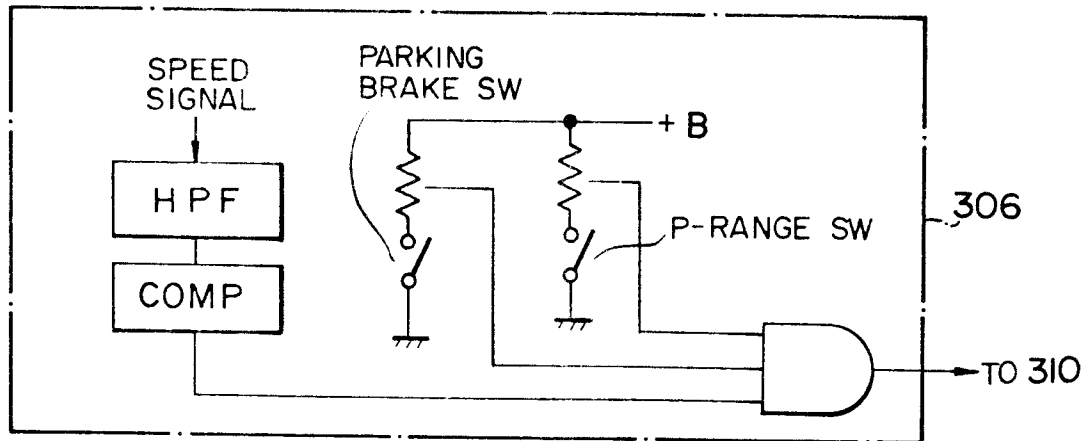 SPEED
SIGNAL
PARKING
BRAKE SW
+ B
HPF
306
P-RANGE SW
COMP
TO 310